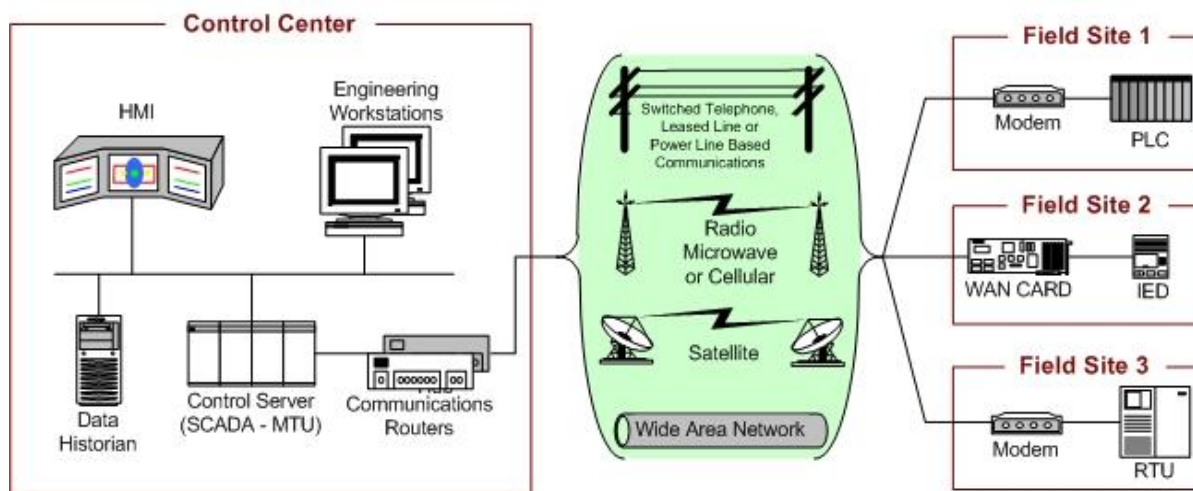 Control Center
HMI
Engineering
Workstations
Data
Historian
Control Server
(SCADA - MTU)
Communications
Routers
Switched Telephone,
Leased Line or
Power Line Based
Communications
Radio
Microwave
or Cellular
Satellite
Wide Area Network
Field Site 1
Modem
PLC
Field Site 2
WAN CARD
IED
Field Site 3
Modem
RTU